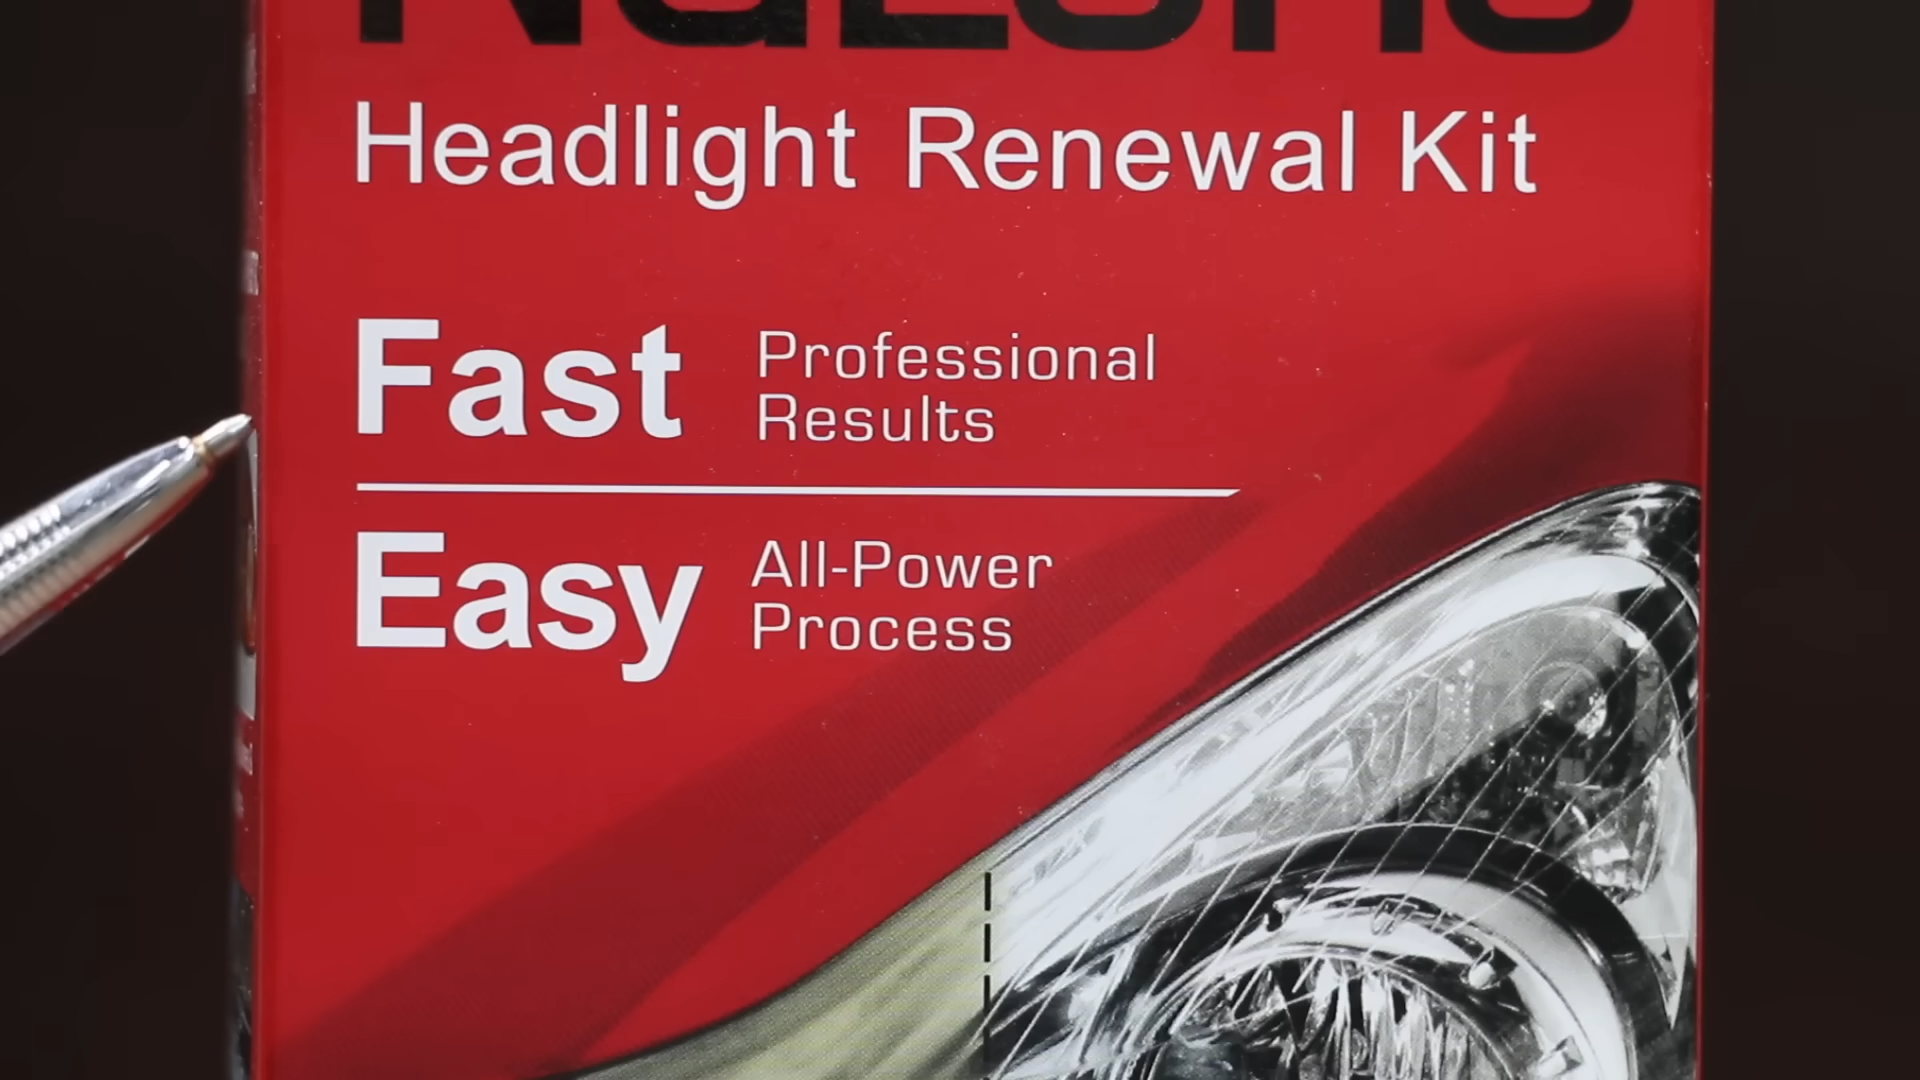 Headlight Renewal Kit
Fast
Professional
Results
Easy
All-Power
Process